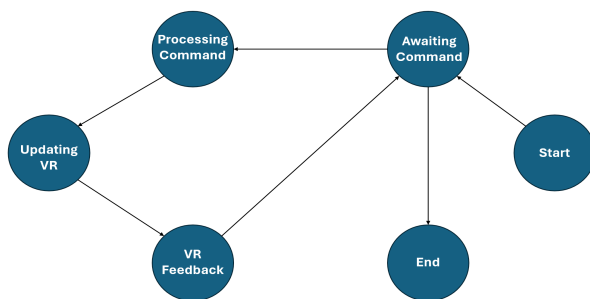 Processing
Command
Awaiting
Command
Updating
VR
Start
VR
Feedback
End